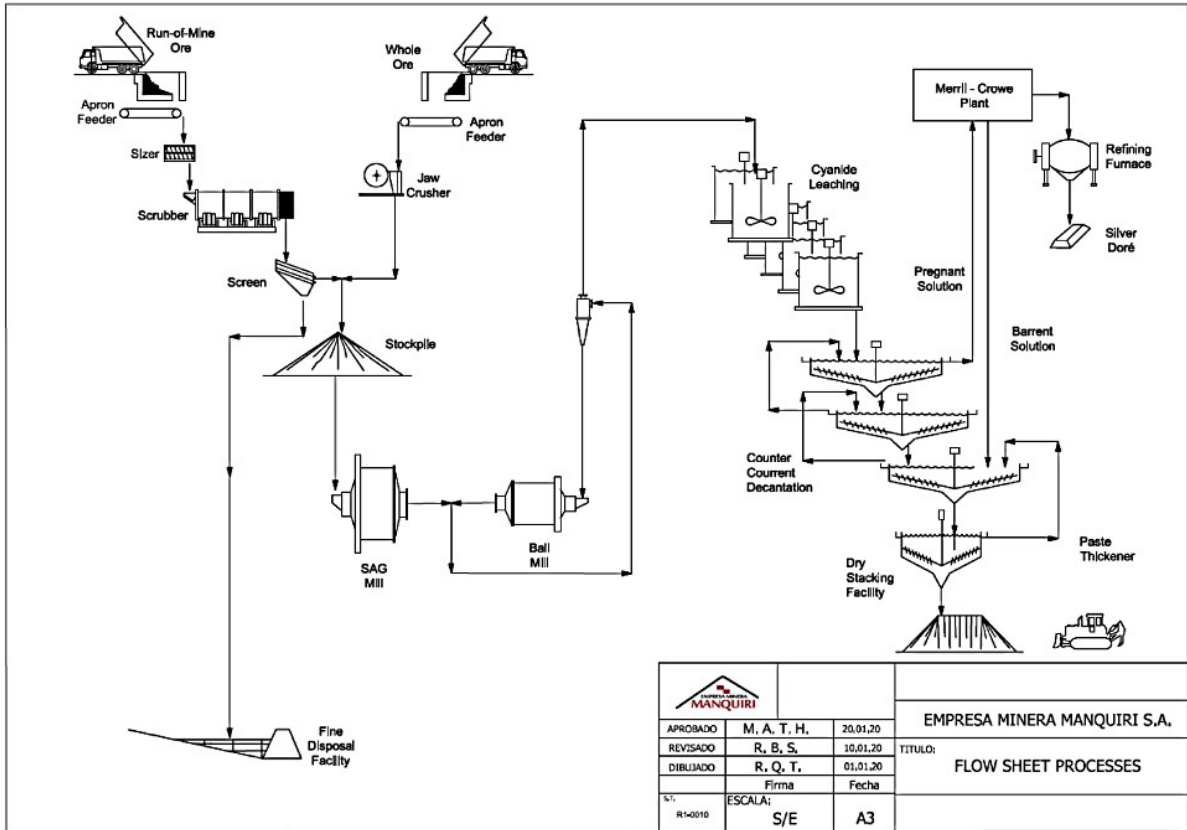 Run-of-Mine
Ore
Whole
Ore
Apron
Feeder
Apron
Feeder
Sizer
Jaw
Crusher
Scrubber
Screen
Stockpile
SAG
Mill
Ball
Mill
Fine
Disposal
Facility
Cyanide
Leaching
Merril - Crowe
Plant
Refining
Furnace
Silver
Doré
Pregnant
Solution
Barrent
Solution
Counter
Courrent
Decantation
Paste
Thickener
Dry
Stacking
Facility
EMPRESA MINERA
MANQUIRI
APROBADO M. A. T. H. 20,01,20
REVISADO R. B. S. 10,01,20
DIBUJADO R. Q. T. 01,01,20
Firma Fecha
S.T.
R1-0010
ESCALA:
S/E A3
EMPRESA MINERA MANQUIRI S.A.
TITULO:
FLOW SHEET PROCESSES